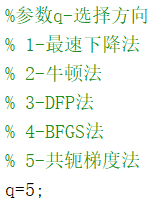 %参数q-选择方向
% 1-最速下降法
% 2-牛顿法
% 3-DFP法
% 4-BFGS法
% 5-共轭梯度法
q=5;